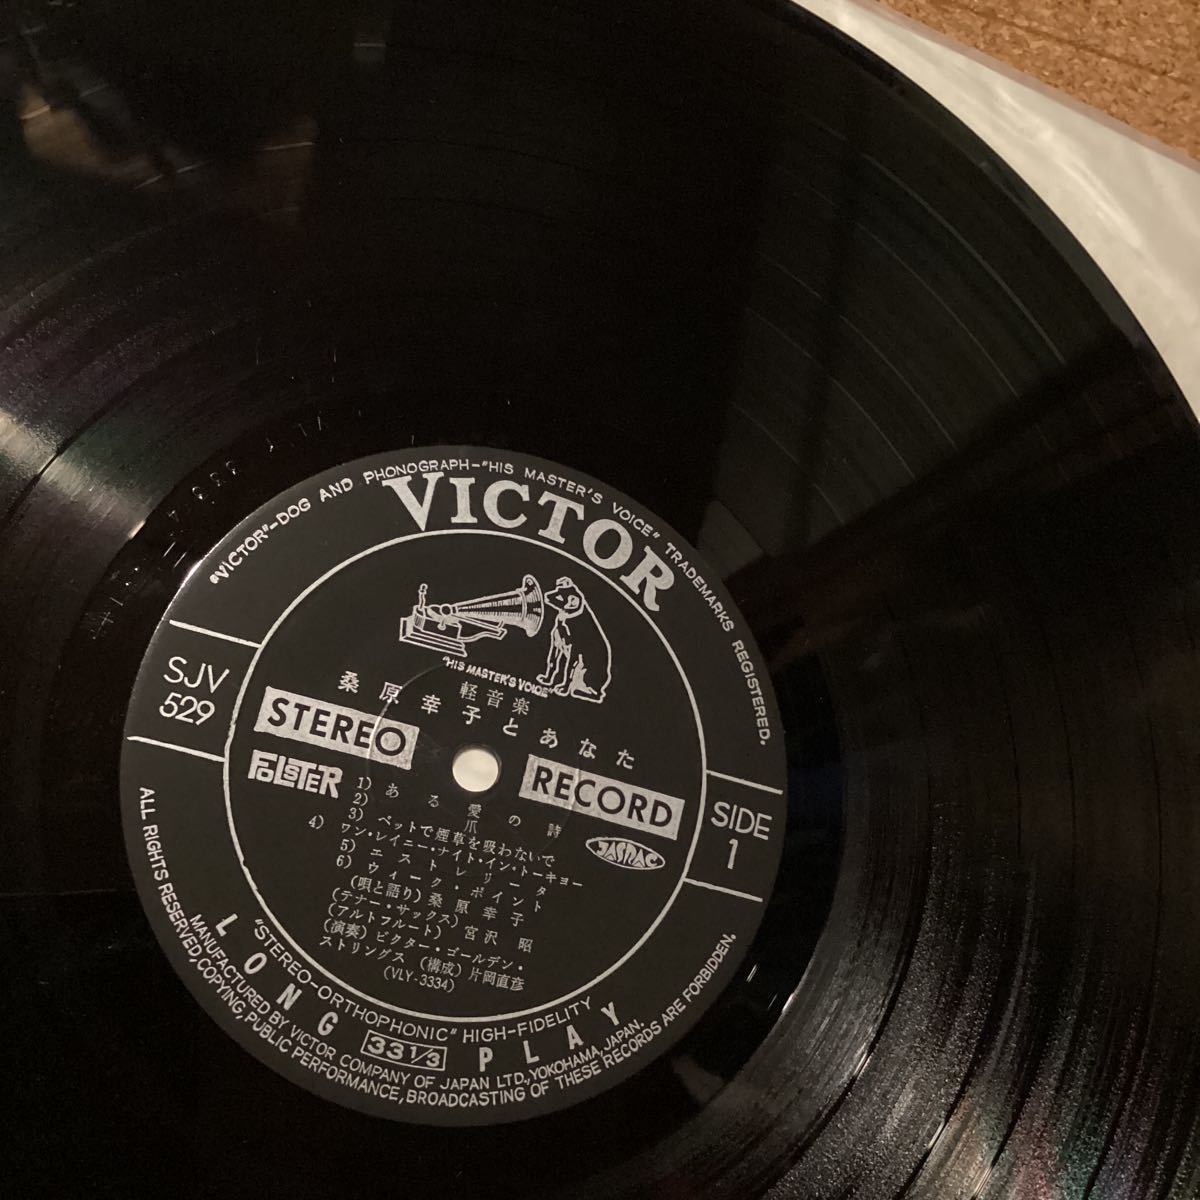 "VICTOR"-DOG AND PHONOGRAPH-"HIS MASTER'S VOICE" TRADEMARKS REGISTERED.
VICTOR
"HIS MASTER'S VOICE"
SJV
529
軽音楽
桑原幸子とあなた
STEREO
RECORD
FOLSTER
SIDE
1
JASRAC
1) ある愛の詩
2) 爪
3) ベットで煙草を吸わないで
4) ワン・レイニー・ナイト・イン・トーキョー
5) エストレリータ
6) ウィーク・ポイント
(唄と語り) 桑原幸子
(テナー・サックス)
(アルトフルート) 宮沢 昭
(演奏) ビクター・ゴールデン・
ストリングス (構成) 片岡直彦
(VLY-3334)
"STEREO-ORTHOPHONIC" HIGH-FIDELITY
LONG 33 1/3 PLAY
MANUFACTURED BY VICTOR COMPANY OF JAPAN LTD., YOKOHAMA, JAPAN.
ALL RIGHTS RESERVED, COPYING, PUBLIC PERFORMANCE, BROADCASTING OF THESE RECORDS ARE FORBIDDEN.